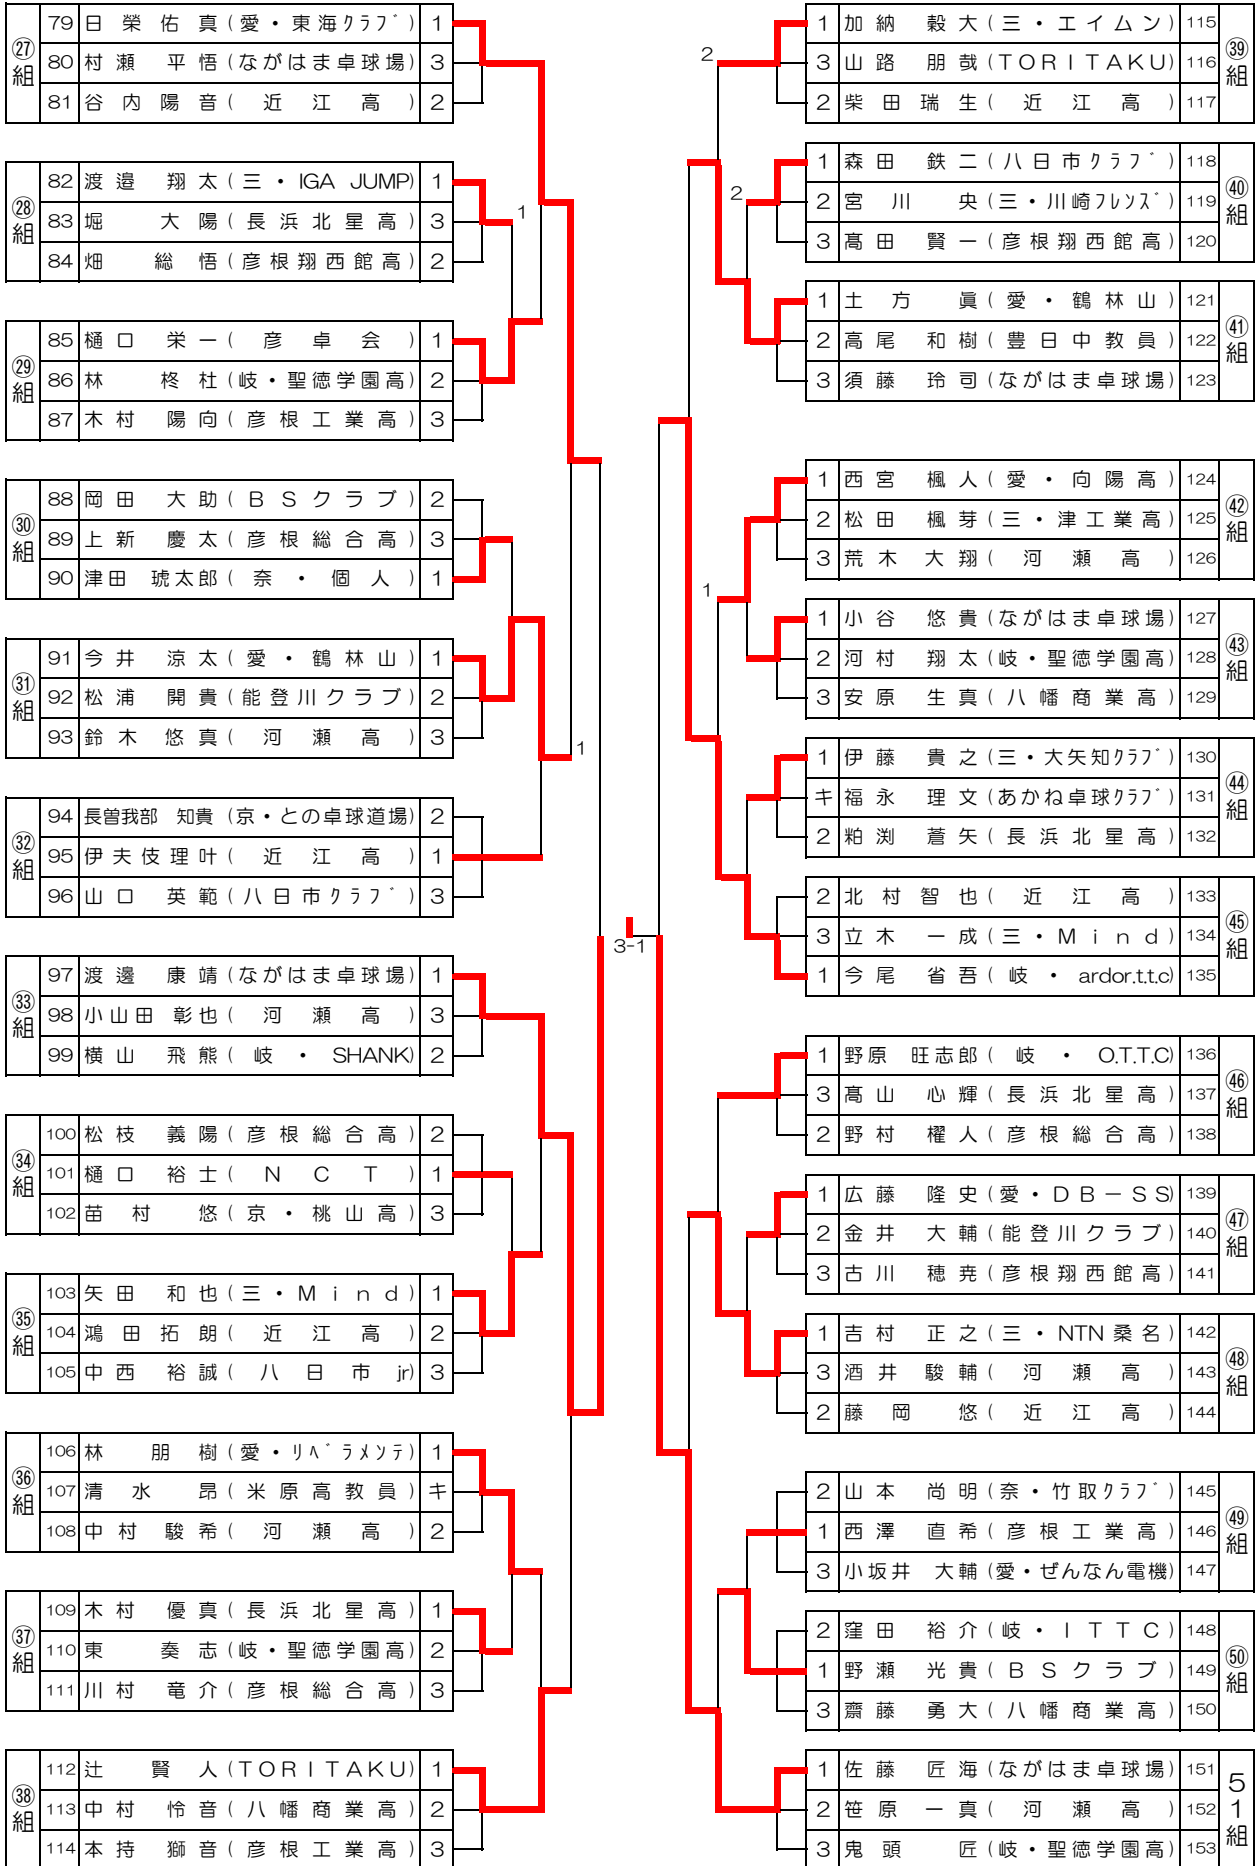 ㉗組
79 日榮佑真(愛・東海クラブ) 1
80 村瀬 平悟(ながはま卓球場) 3
81 谷内陽音(近江高) 2
㉘組
82 渡邉 翔太(三・IGA JUMP) 1
83 堀 大陽(長浜北星高) 3
84 畑 総悟(彦根翔西館高) 2
1
㉙組
85 樋口 栄一(彦卓会) 1
86 林 柊杜(岐・聖徳学園高) 2
87 木村 陽向(彦根工業高) 3
㉚組
88 岡田 大助(BSクラブ) 2
89 上新 慶太(彦根総合高) 3
90 津田 琥太郎(奈・個人) 1
㉛組
91 今井 涼太(愛・鶴林山) 1
92 松浦 開貴(能登川クラブ) 2
93 鈴木悠真(河瀬高) 3
1
㉜組
94 長曽我部 知貴(京・との卓球道場) 2
95 伊夫伎理叶(近江高) 1
96 山口 英範(八日市クラブ) 3
㉝組
97 渡邊 康靖(ながはま卓球場) 1
98 小山田 彰也(河瀬高) 3
99 横山 飛熊(岐・SHANK) 2
㉞組
100 松枝 義陽(彦根総合高) 2
101 樋口 裕士(NCT) 1
102 苗村 悠(京・桃山高) 3
㉟組
103 矢田 和也(三・Mind) 1
104 鴻田拓朗(近江高) 2
105 中西 裕誠(八日市jr) 3
㊱組
106 林 朋樹(愛・リベラメンテ) 1
107 清水 昂(米原高教員) キ
108 中村 駿希(河瀬高) 2
㊲組
109 木村 優真(長浜北星高) 1
110 東 奏志(岐・聖徳学園高) 2
111 川村 竜介(彦根総合高) 3
㊳組
112 辻 賢人(TORITAKU) 1
113 中村 怜音(八幡商業高) 2
114 本持 獅音(彦根工業高) 3
3-1
2
1 加納 毅大(三・エイムン) 115
3 山路 朋哉(TORITAKU) 116
2 柴田瑞生(近江高) 117
㊴組
2
1 森田 鉄二(八日市クラブ) 118
2 宮川 央(三・川崎フレンズ) 119
3 髙田 賢一(彦根翔西館高) 120
㊵組
1 土方 眞(愛・鶴林山) 121
2 高尾 和樹(豊日中教員) 122
3 須藤 玲司(ながはま卓球場) 123
㊶組
1 西宮 楓人(愛・向陽高) 124
2 松田 楓芽(三・津工業高) 125
3 荒木大翔(河瀬高) 126
㊷組
1
1 小谷 悠貴(ながはま卓球場) 127
2 河村 翔太(岐・聖徳学園高) 128
3 安原 生真(八幡商業高) 129
㊸組
1 伊藤 貴之(三・大矢知クラブ) 130
キ 福永 理文(あかね卓球クラブ) 131
2 粕渕 蒼矢(長浜北星高) 132
㊹組
2 北村智也(近江高) 133
3 立木 一成(三・Mind) 134
1 今尾 省吾(岐・ardor.t.t.c) 135
㊺組
1 野原 旺志郎(岐・O.T.T.C) 136
3 髙山 心輝(長浜北星高) 137
2 野村 櫂人(彦根総合高) 138
㊻組
1 広藤 隆史(愛・DB－SS) 139
2 金井 大輔(能登川クラブ) 140
3 古川 穂尭(彦根翔西館高) 141
㊼組
1 吉村 正之(三・NTN桑名) 142
3 酒井駿輔(河瀬高) 143
2 藤岡 悠(近江高) 144
㊽組
2 山本 尚明(奈・竹取クラブ) 145
1 西澤 直希(彦根工業高) 146
3 小坂井 大輔(愛・ぜんなん電機) 147
㊾組
2 窪田 裕介(岐・ITTC) 148
1 野瀬 光貴(BSクラブ) 149
3 齋藤 勇大(八幡商業高) 150
㊿組
1 佐藤 匠海(ながはま卓球場) 151
2 笹原一真(河瀬高) 152
3 鬼頭 匠(岐・聖徳学園高) 153
51組